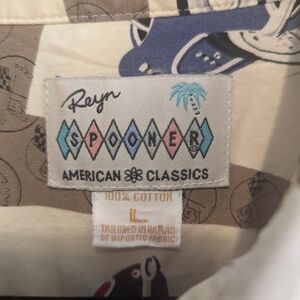 Reyn
SPOONER
AMERICAN CLASSICS
100% COTTON
L
TAILORED IN HAWAII
OF IMPORTED FABRIC